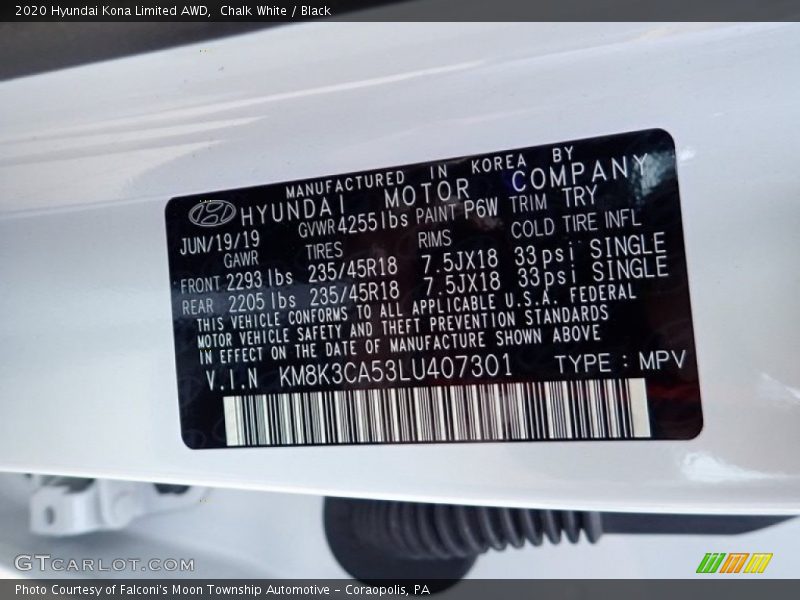 2020 Hyundai Kona Limited AWD, Chalk White / Black
MANUFACTURED IN KOREA BY
HYUNDAI MOTOR COMPANY
JUN/19/19 GVWR 4255 lbs PAINT P6W TRIM TRY
GAWR TIRES RIMS COLD TIRE INFL
FRONT 2293 lbs 235/45R18 7.5JX18 33psi SINGLE
REAR 2205 lbs 235/45R18 7.5JX18 33psi SINGLE
THIS VEHICLE CONFORMS TO ALL APPLICABLE U.S.A. FEDERAL
MOTOR VEHICLE SAFETY AND THEFT PREVENTION STANDARDS
IN EFFECT ON THE DATE OF MANUFACTURE SHOWN ABOVE
V.I.N KM8K3CA53LU407301 TYPE : MPV
GTCARLOT.COM
Photo Courtesy of Falconi's Moon Township Automotive - Coraopolis, PA